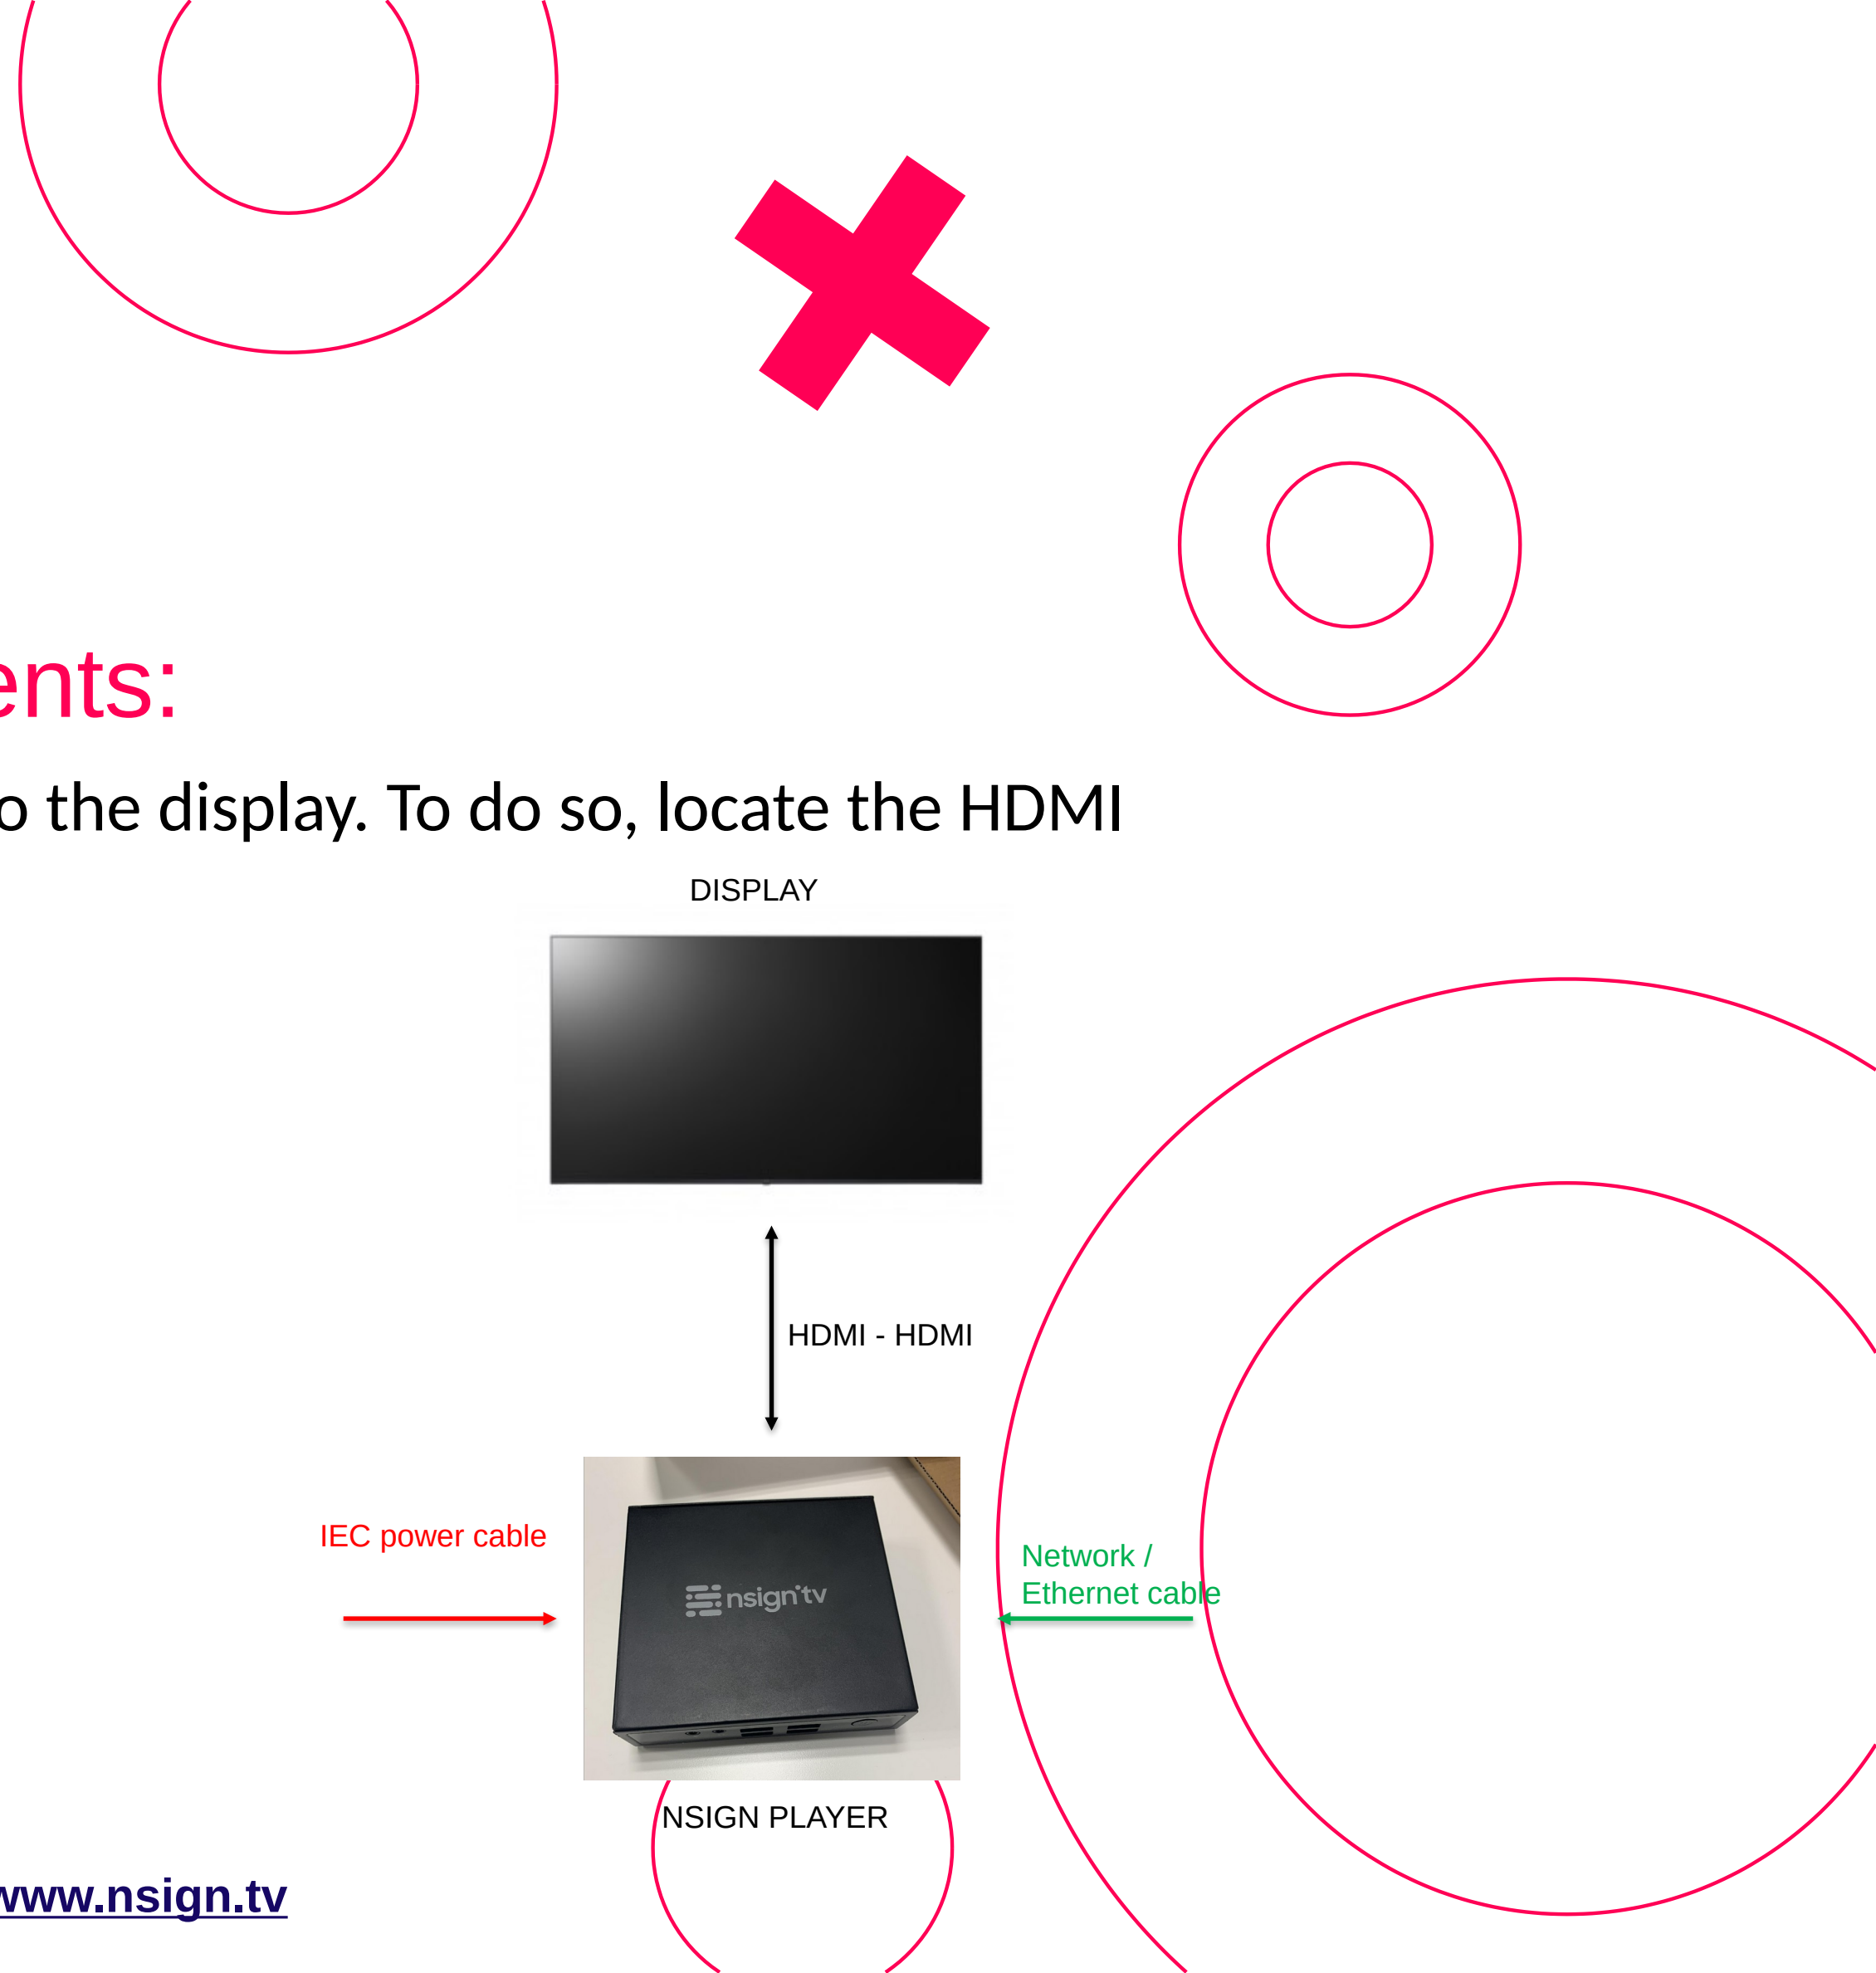 ents:
o the display. To do so, locate the HDMI
DISPLAY
HDMI - HDMI
IEC power cable
Network /
Ethernet cable
nsign tv
NSIGN PLAYER
www.nsign.tv